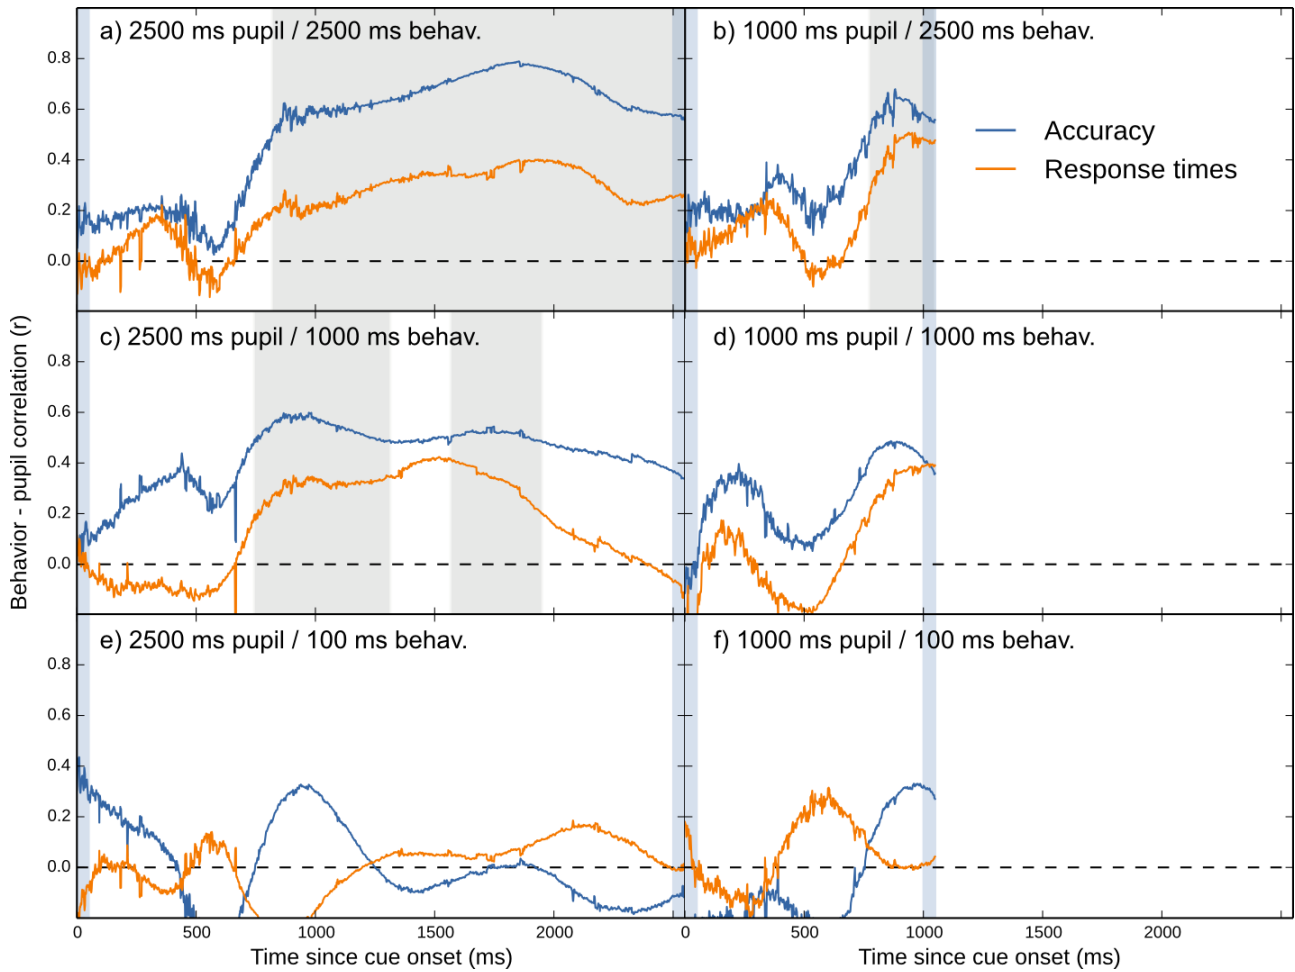 a) 2500 ms pupil / 2500 ms behav.
b) 1000 ms pupil / 2500 ms behav.
0.8
0.6
0.4
0.2
0.0
Accuracy
Response times
c) 2500 ms pupil / 1000 ms behav.
d) 1000 ms pupil / 1000 ms behav.
0.8
0.6
0.4
0.2
0.0
Behavior - pupil correlation (r)
e) 2500 ms pupil / 100 ms behav.
f) 1000 ms pupil / 100 ms behav.
0.8
0.6
0.4
0.2
0.0
0 500 1000 1500 2000 0 500 1000 1500 2000
Time since cue onset (ms) Time since cue onset (ms)